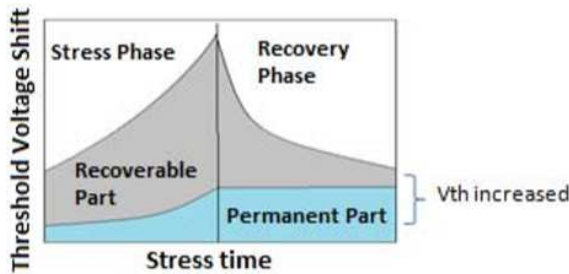 Threshold Voltage Shift
Stress Phase
Recovery
Phase
Recoverable
Part
Permanent Part
Vth increased
Stress time